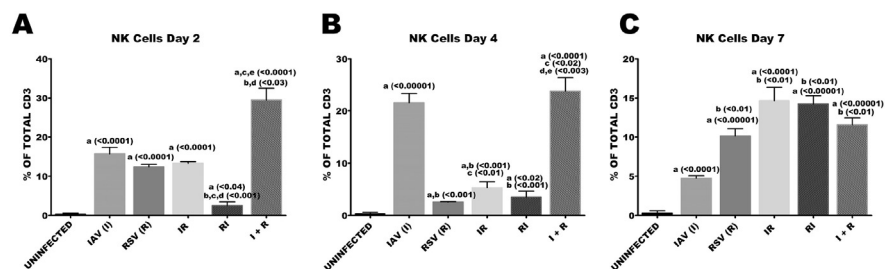 A
NK Cells Day 2
% OF TOTAL CD3
40
30
20
10
0
a (<0.0001)
a (<0.0001)
a (<0.0001)
a (<0.04)
b,c,d (<0.001)
a,c,e (<0.0001)
b,d (<0.03)
UNINFECTED
IAV (I)
RSV (R)
IR
RI
I + R
B
NK Cells Day 4
% OF TOTAL CD3
30
20
10
0
a (<0.00001)
a,b (<0.001)
a,b (<0.001)
c (<0.01)
a (<0.02)
b (<0.001)
a (<0.0001)
c (<0.02)
d,e (<0.003)
UNINFECTED
IAV (I)
RSV (R)
IR
RI
I + R
C
NK Cells Day 7
% OF TOTAL CD3
20
15
10
5
0
a (<0.0001)
b (<0.01)
a (<0.00001)
a (<0.0001)
b (<0.01)
b (<0.01)
a (<0.00001)
a (<0.00001)
b (<0.01)
UNINFECTED
IAV (I)
RSV (R)
IR
RI
I + R